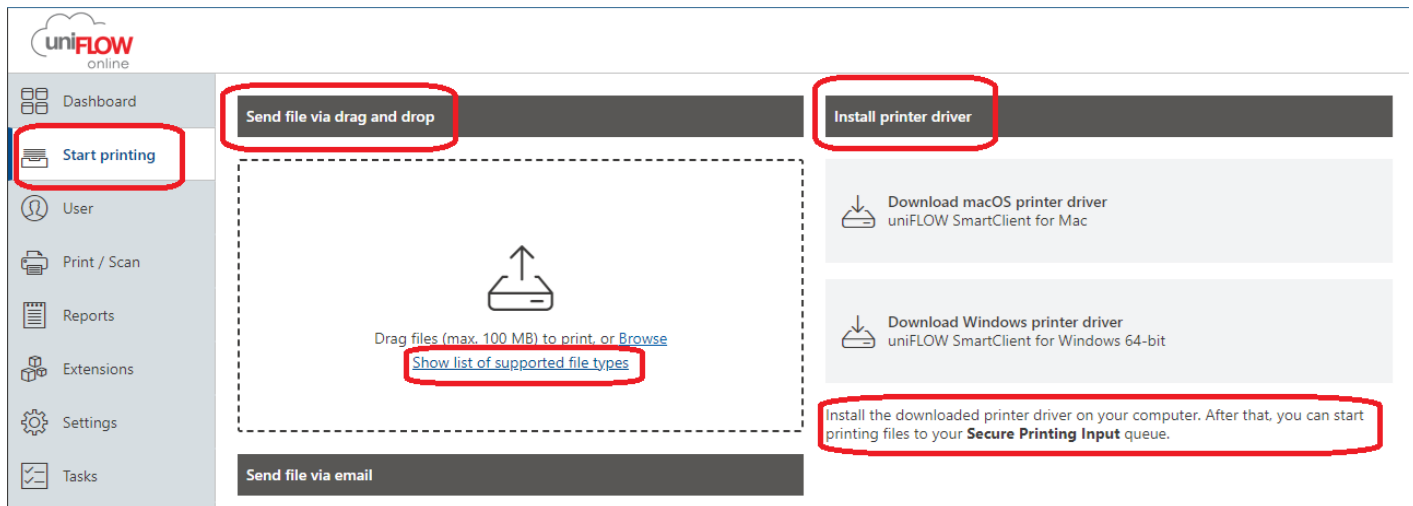 uniFLOW
online
Dashboard
Start printing
User
Print / Scan
Reports
Extensions
Settings
Tasks
Send file via drag and drop
Drag files (max. 100 MB) to print, or Browse
Show list of supported file types
Send file via email
Install printer driver
Download macOS printer driver
uniFLOW SmartClient for Mac
Download Windows printer driver
uniFLOW SmartClient for Windows 64-bit
Install the downloaded printer driver on your computer. After that, you can start
printing files to your Secure Printing Input queue.